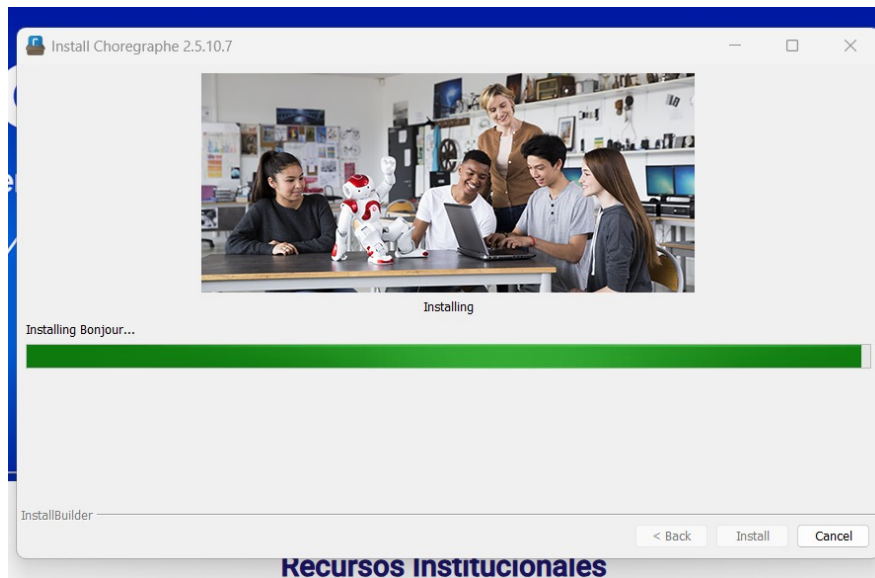 Install Choregraphe 2.5.10.7
Installing
Installing Bonjour...
InstallBuilder
< Back
Install
Cancel
Recursos Institucionales